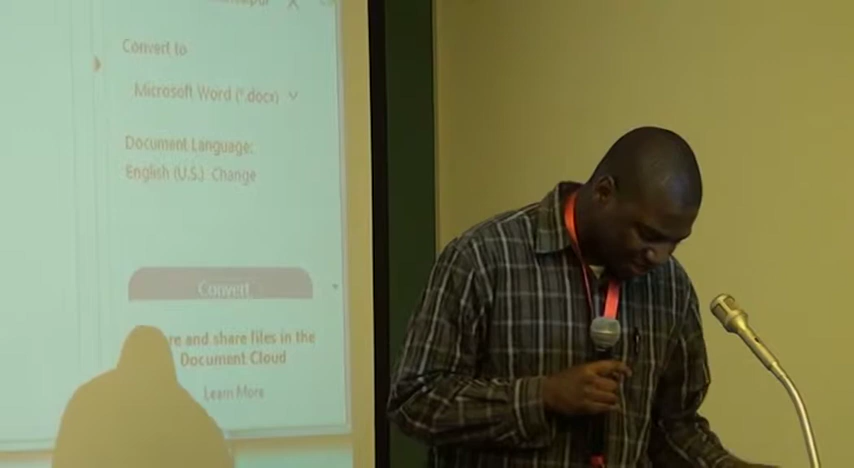 Convert to
Microsoft Word (*.docx)
Document Language:
English (U.S.) Change
Convert
and share files in the
Document Cloud
Learn More